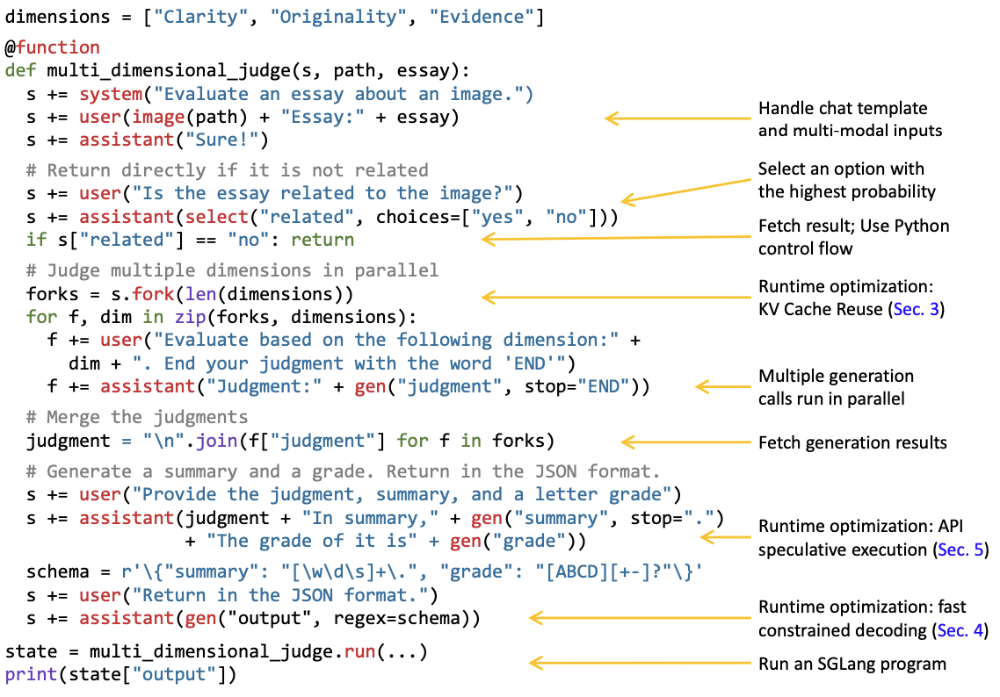 dimensions = ["Clarity", "Originality", "Evidence"]
@function
def multi_dimensional_judge(s, path, essay):
  s += system("Evaluate an essay about an image.")
  s += user(image(path) + "Essay:" + essay)
  s += assistant("Sure!")
  # Return directly if it is not related
  s += user("Is the essay related to the image?")
  s += assistant(select("related", choices=["yes", "no"]))
  if s["related"] == "no": return
  # Judge multiple dimensions in parallel
  forks = s.fork(len(dimensions))
  for f, dim in zip(forks, dimensions):
    f += user("Evaluate based on the following dimension:" +
      dim + ". End your judgment with the word 'END'")
    f += assistant("Judgment:" + gen("judgment", stop="END"))
  # Merge the judgments
  judgment = "\n".join(f["judgment"] for f in forks)
  # Generate a summary and a grade. Return in the JSON format.
  s += user("Provide the judgment, summary, and a letter grade")
  s += assistant(judgment + "In summary," + gen("summary", stop=".")
                 + "The grade of it is" + gen("grade"))
  schema = r'\{"summary": "[\w\d\s]+\.", "grade": "[ABCD][+-]?"\}'
  s += user("Return in the JSON format.")
  s += assistant(gen("output", regex=schema))
state = multi_dimensional_judge.run(...)
print(state["output"])
Handle chat template
and multi-modal inputs
Select an option with
the highest probability
Fetch result; Use Python
control flow
Runtime optimization:
KV Cache Reuse (Sec. 3)
Multiple generation
calls run in parallel
Fetch generation results
Runtime optimization: API
speculative execution (Sec. 5)
Runtime optimization: fast
constrained decoding (Sec. 4)
Run an SGLang program